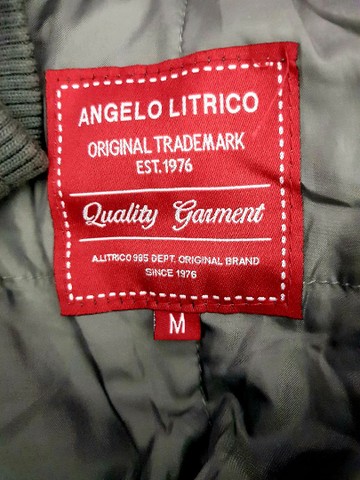 ANGELO LITRICO
ORIGINAL TRADEMARK
EST.1976
Quality Garment
A.LITRICO 995 DEPT. ORIGINAL BRAND
SINCE 1976
M